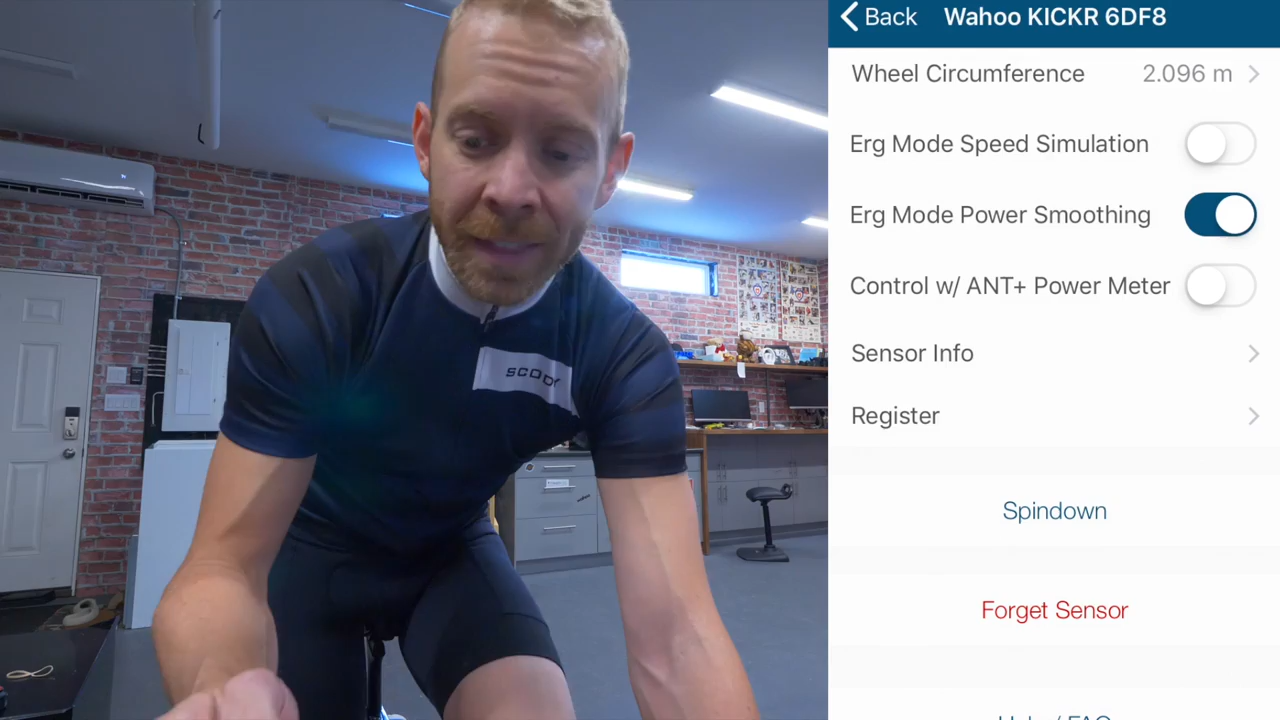 Back
Wahoo KICKR 6DF8
Wheel Circumference 2.096 m
Erg Mode Speed Simulation
Erg Mode Power Smoothing
Control w/ ANT+ Power Meter
Sensor Info
Register
Spindown
Forget Sensor